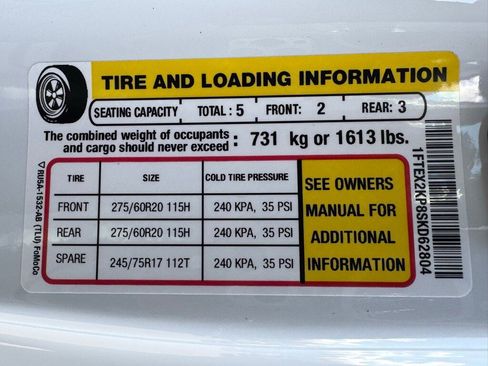 TIRE AND LOADING INFORMATION
SEATING CAPACITY TOTAL : 5 FRONT: 2 REAR: 3
The combined weight of occupants
and cargo should never exceed : 731 kg or 1613 lbs.
TIRE SIZE COLD TIRE PRESSURE
FRONT 275/60R20 115H 240 KPA, 35 PSI
REAR 275/60R20 115H 240 KPA, 35 PSI
SPARE 245/75R17 112T 240 KPA, 35 PSI
SEE OWNERS
MANUAL FOR
ADDITIONAL
INFORMATION
RU5A-1532-AB (TLU) FoMoCo
1FTEX2KP8SKD62804